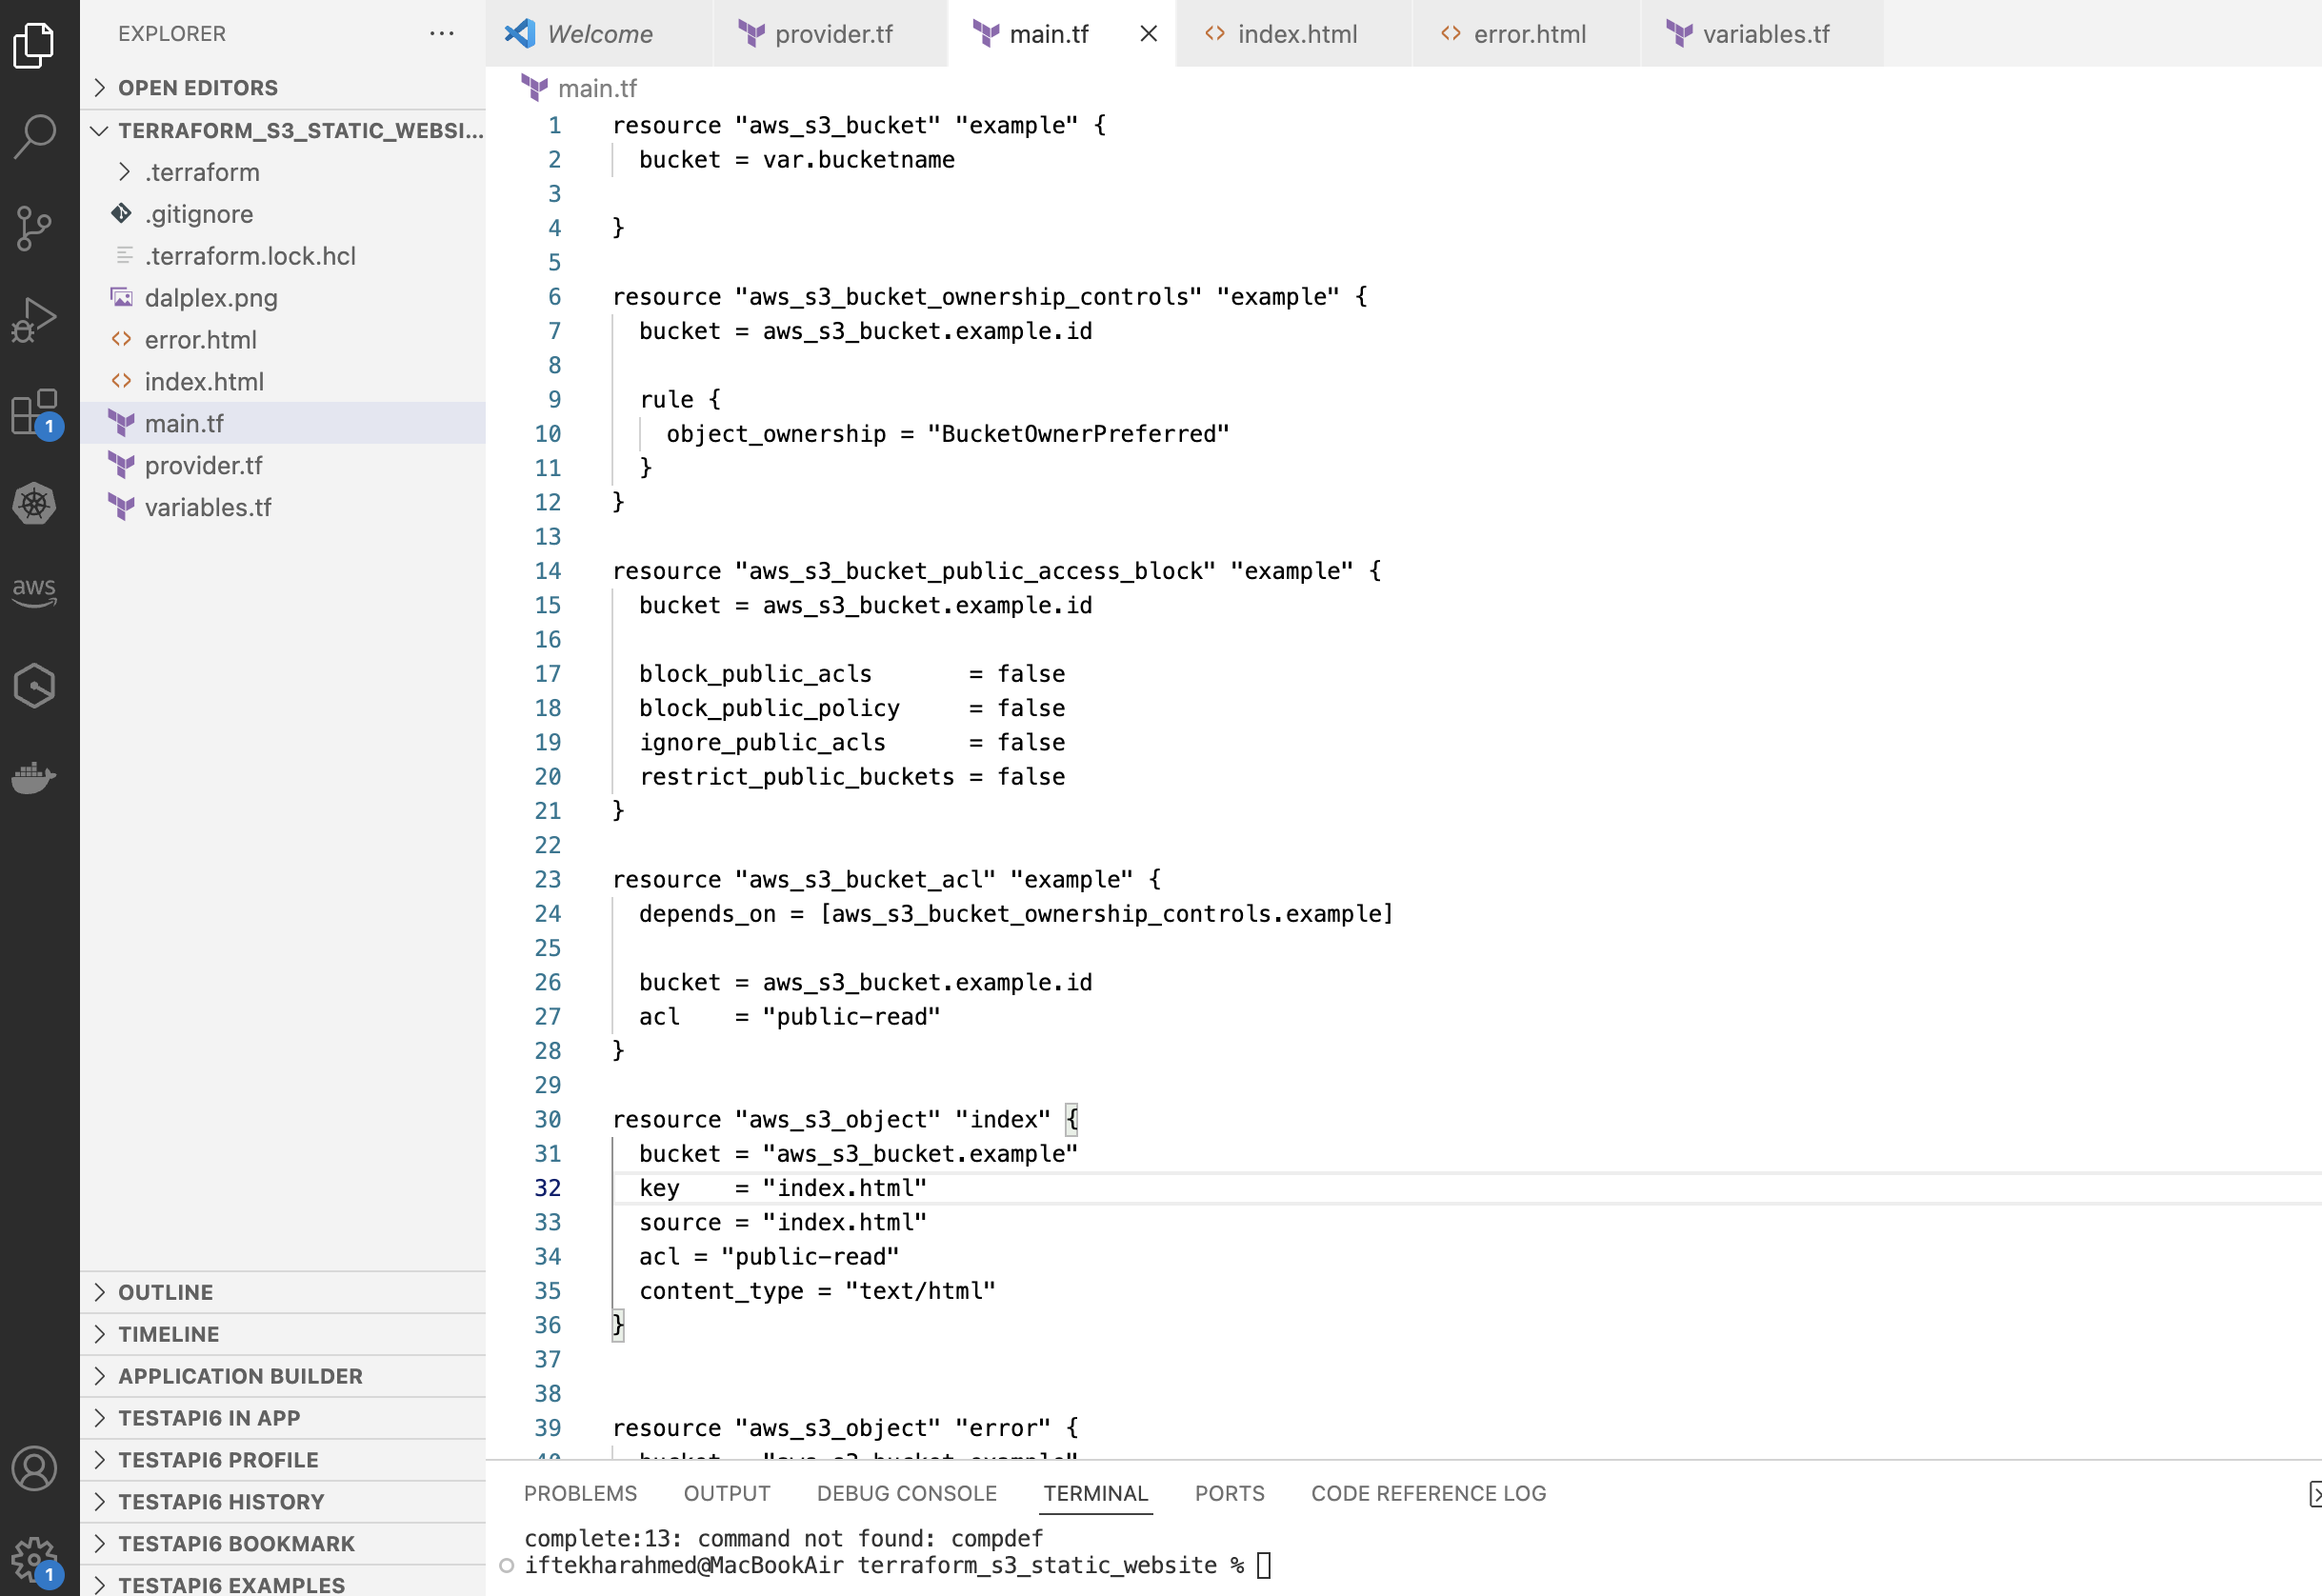 EXPLORER
OPEN EDITORS
TERRAFORM_S3_STATIC_WEBSI...
.terraform
.gitignore
.terraform.lock.hcl
dalplex.png
error.html
index.html
main.tf
provider.tf
variables.tf
OUTLINE
TIMELINE
APPLICATION BUILDER
TESTAPI6 IN APP
TESTAPI6 PROFILE
TESTAPI6 HISTORY
TESTAPI6 BOOKMARK
TESTAPI6 EXAMPLES
1
aws
1
Welcome
provider.tf
main.tf
index.html
error.html
variables.tf
main.tf
1 resource "aws_s3_bucket" "example" {
2 bucket = var.bucketname
3
4 }
5
6 resource "aws_s3_bucket_ownership_controls" "example" {
7 bucket = aws_s3_bucket.example.id
8
9 rule {
10 object_ownership = "BucketOwnerPreferred"
11 }
12 }
13
14 resource "aws_s3_bucket_public_access_block" "example" {
15 bucket = aws_s3_bucket.example.id
16
17 block_public_acls       = false
18 block_public_policy     = false
19 ignore_public_acls      = false
20 restrict_public_buckets = false
21 }
22
23 resource "aws_s3_bucket_acl" "example" {
24 depends_on = [aws_s3_bucket_ownership_controls.example]
25
26 bucket = aws_s3_bucket.example.id
27 acl    = "public-read"
28 }
29
30 resource "aws_s3_object" "index" {
31 bucket = "aws_s3_bucket.example"
32 key    = "index.html"
33 source = "index.html"
34 acl = "public-read"
35 content_type = "text/html"
36 }
37
38
39 resource "aws_s3_object" "error" {
PROBLEMS
OUTPUT
DEBUG CONSOLE
TERMINAL
PORTS
CODE REFERENCE LOG
complete:13: command not found: compdef
iftekharahmed@MacBookAir terraform_s3_static_website %